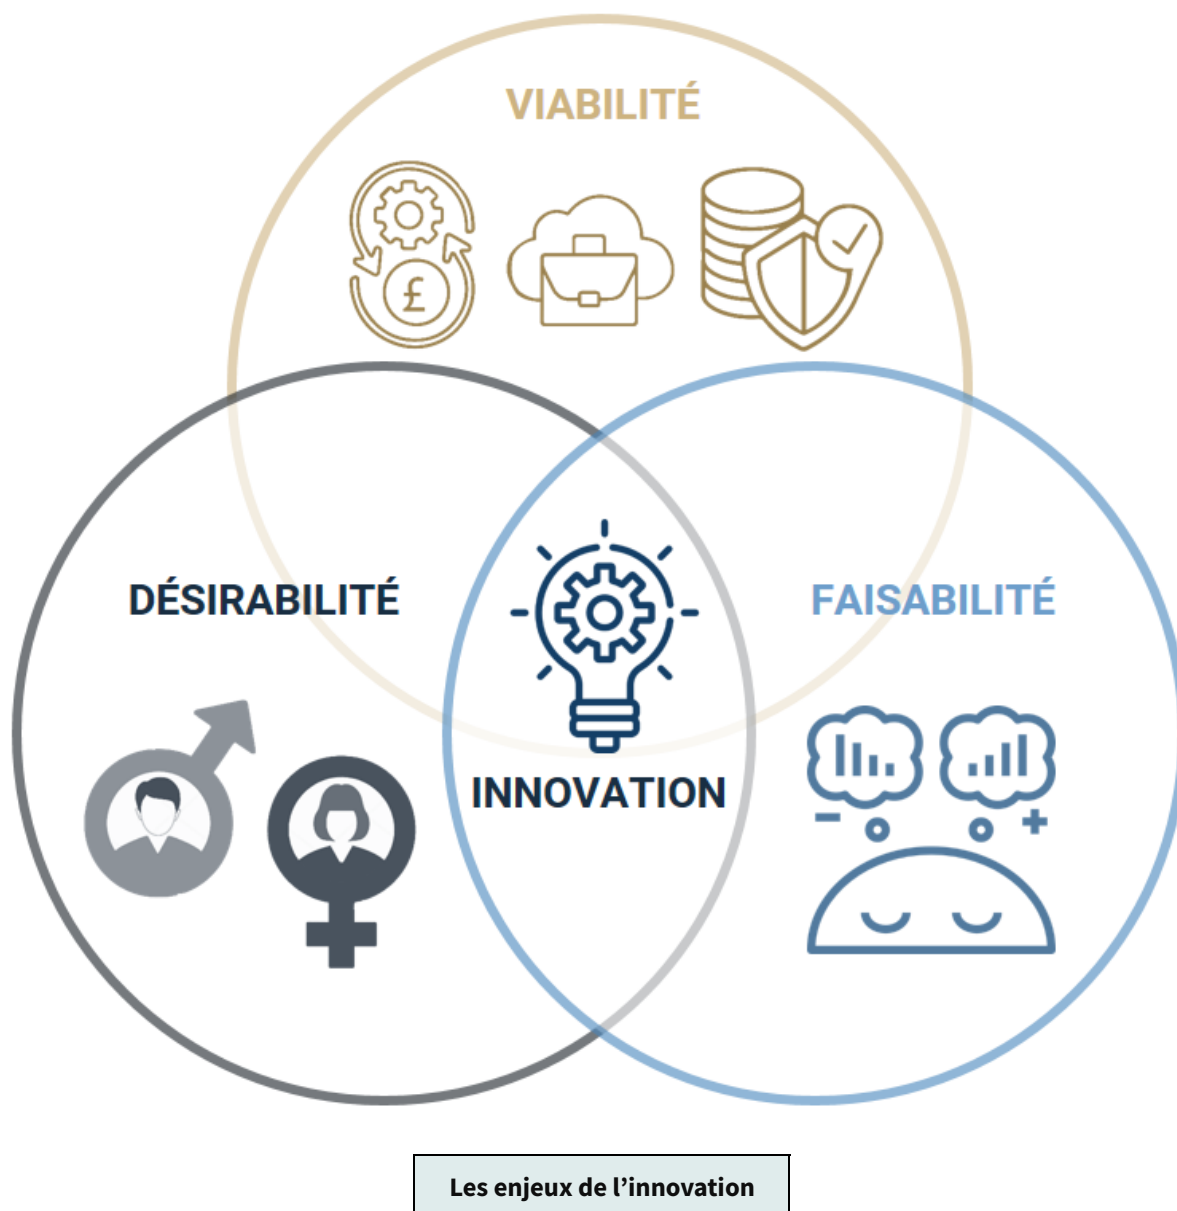 VIABILITÉ
£
DÉSIRABILITÉ
FAISABILITÉ
INNOVATION
Les enjeux de l’innovation